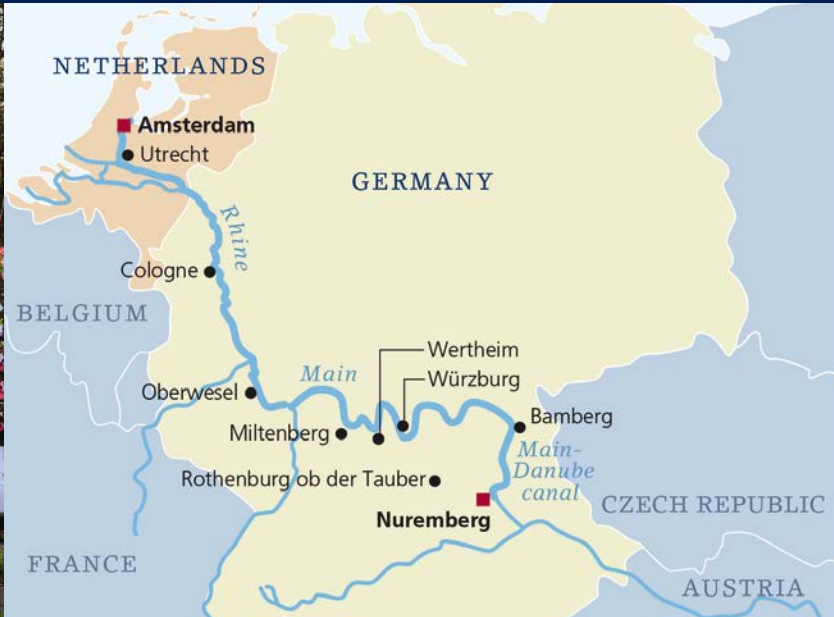 NETHERLANDS
Amsterdam
Utrecht
GERMANY
Rhine
Cologne
BELGIUM
Wertheim
Main
Würzburg
Oberwesel
Bamberg
Miltenberg
Main-
Danube
canal
Rothenburg ob der Tauber
CZECH REPUBLIC
Nuremberg
FRANCE
AUSTRIA